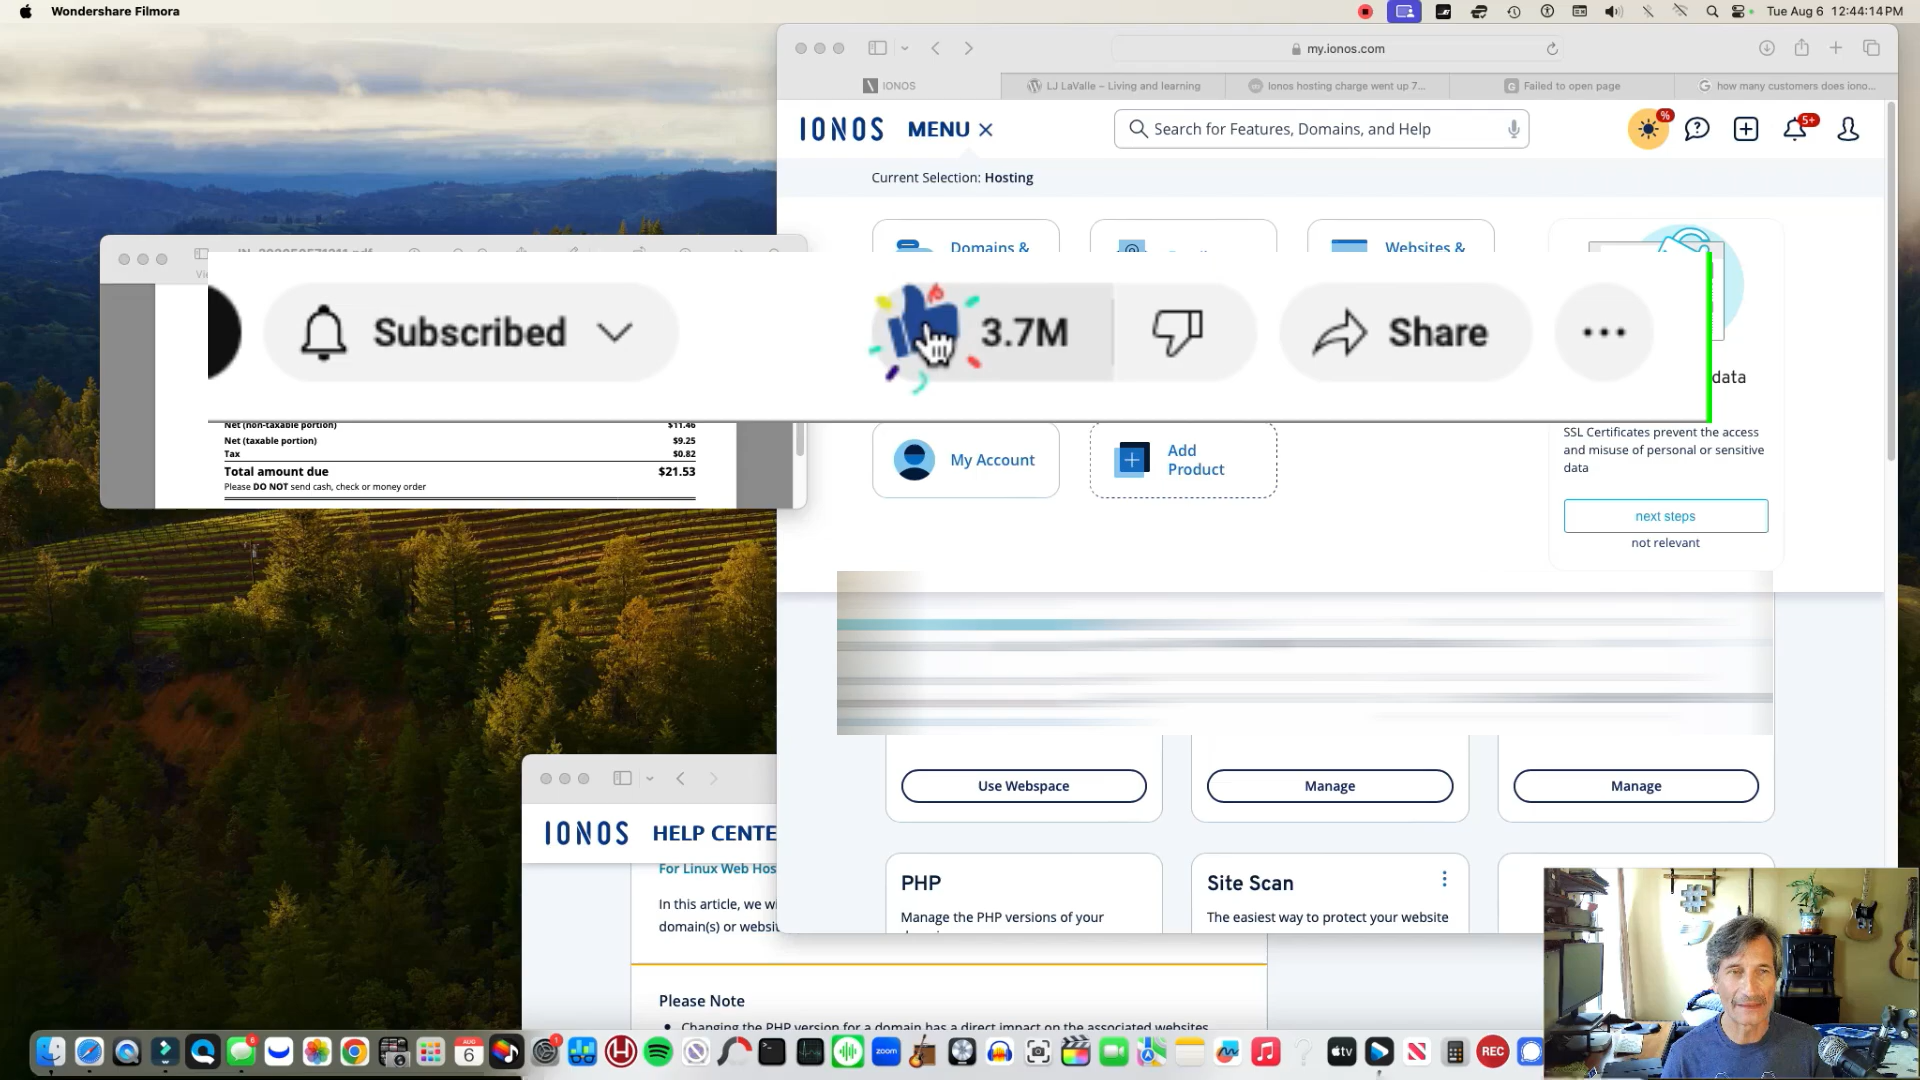 Wondershare Filmora
Tue Aug 6 12:44:14 PM
my.ionos.com
IONOS
LJ LaValle – Living and learning
Ionos hosting charge went up 7...
Failed to open page
how many customers does iono...
IONOS MENU
Search for Features, Domains, and Help
%
5+
Current Selection: Hosting
Domains &
Websites &
Subscribed
3.7M
Share
data
SSL Certificates prevent the access
and misuse of personal or sensitive
data
next steps
not relevant
Net (non-taxable portion) $11.46
Net (taxable portion) $9.25
Tax $0.82
Total amount due $21.53
Please DO NOT send cash, check or money order
My Account
Add
Product
Use Webspace
Manage
Manage
PHP
Manage the PHP versions of your
Site Scan
The easiest way to protect your website
IONOS HELP CENTE
For Linux Web Hos
In this article, we wi
domain(s) or websit
Please Note
Changing the PHP version for a domain has a direct impact on the associated websites
AUG
6
zoom
tv
REC